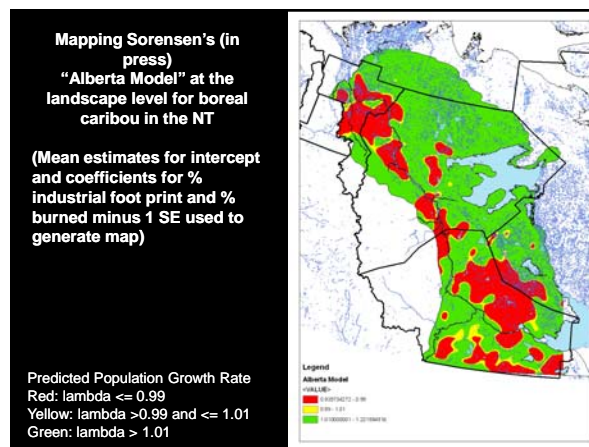 Mapping Sorensen's (in
press)
“Alberta Model” at the
landscape level for boreal
caribou in the NT
(Mean estimates for intercept
and coefficients for %
industrial foot print and %
burned minus 1 SE used to
generate map)
Predicted Population Growth Rate
Red: lambda <= 0.99
Yellow: lambda >0.99 and <= 1.01
Green: lambda > 1.01
Legend
Alberta Model
<VALUE>
0.99 - 1.01